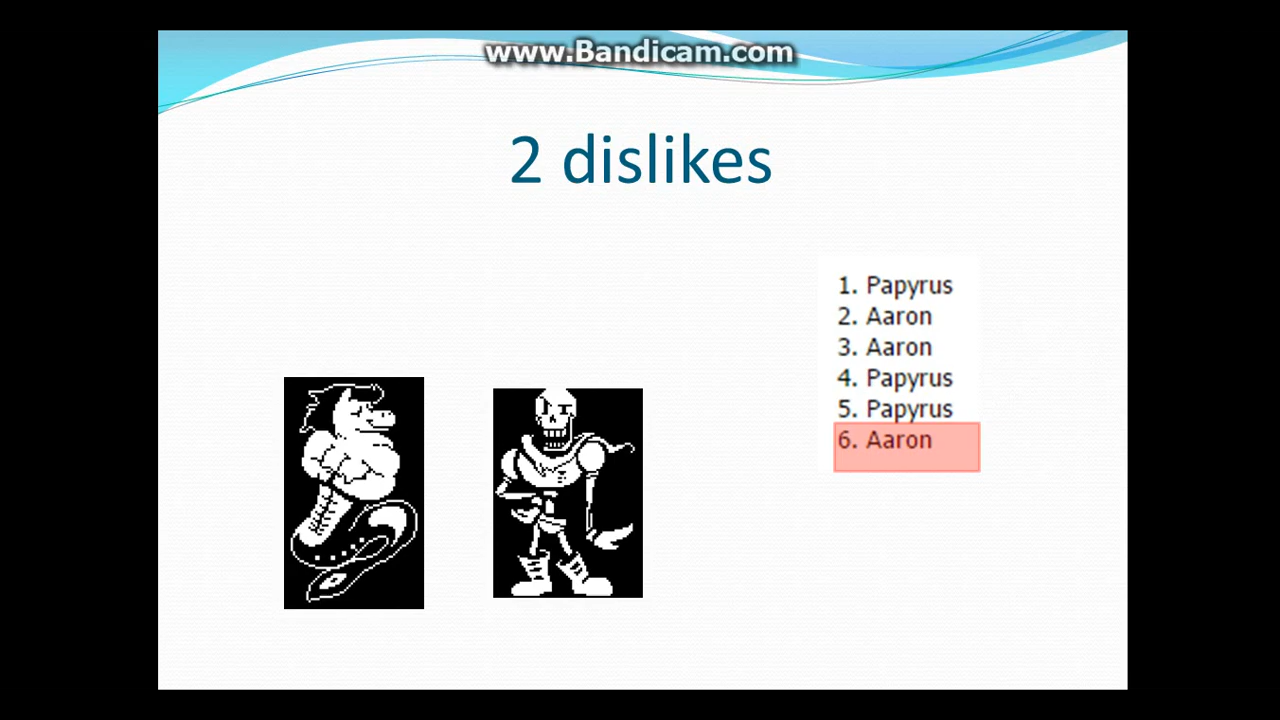 www.Bandicam.com
2 dislikes
1. Papyrus
2. Aaron
3. Aaron
4. Papyrus
5. Papyrus
6. Aaron